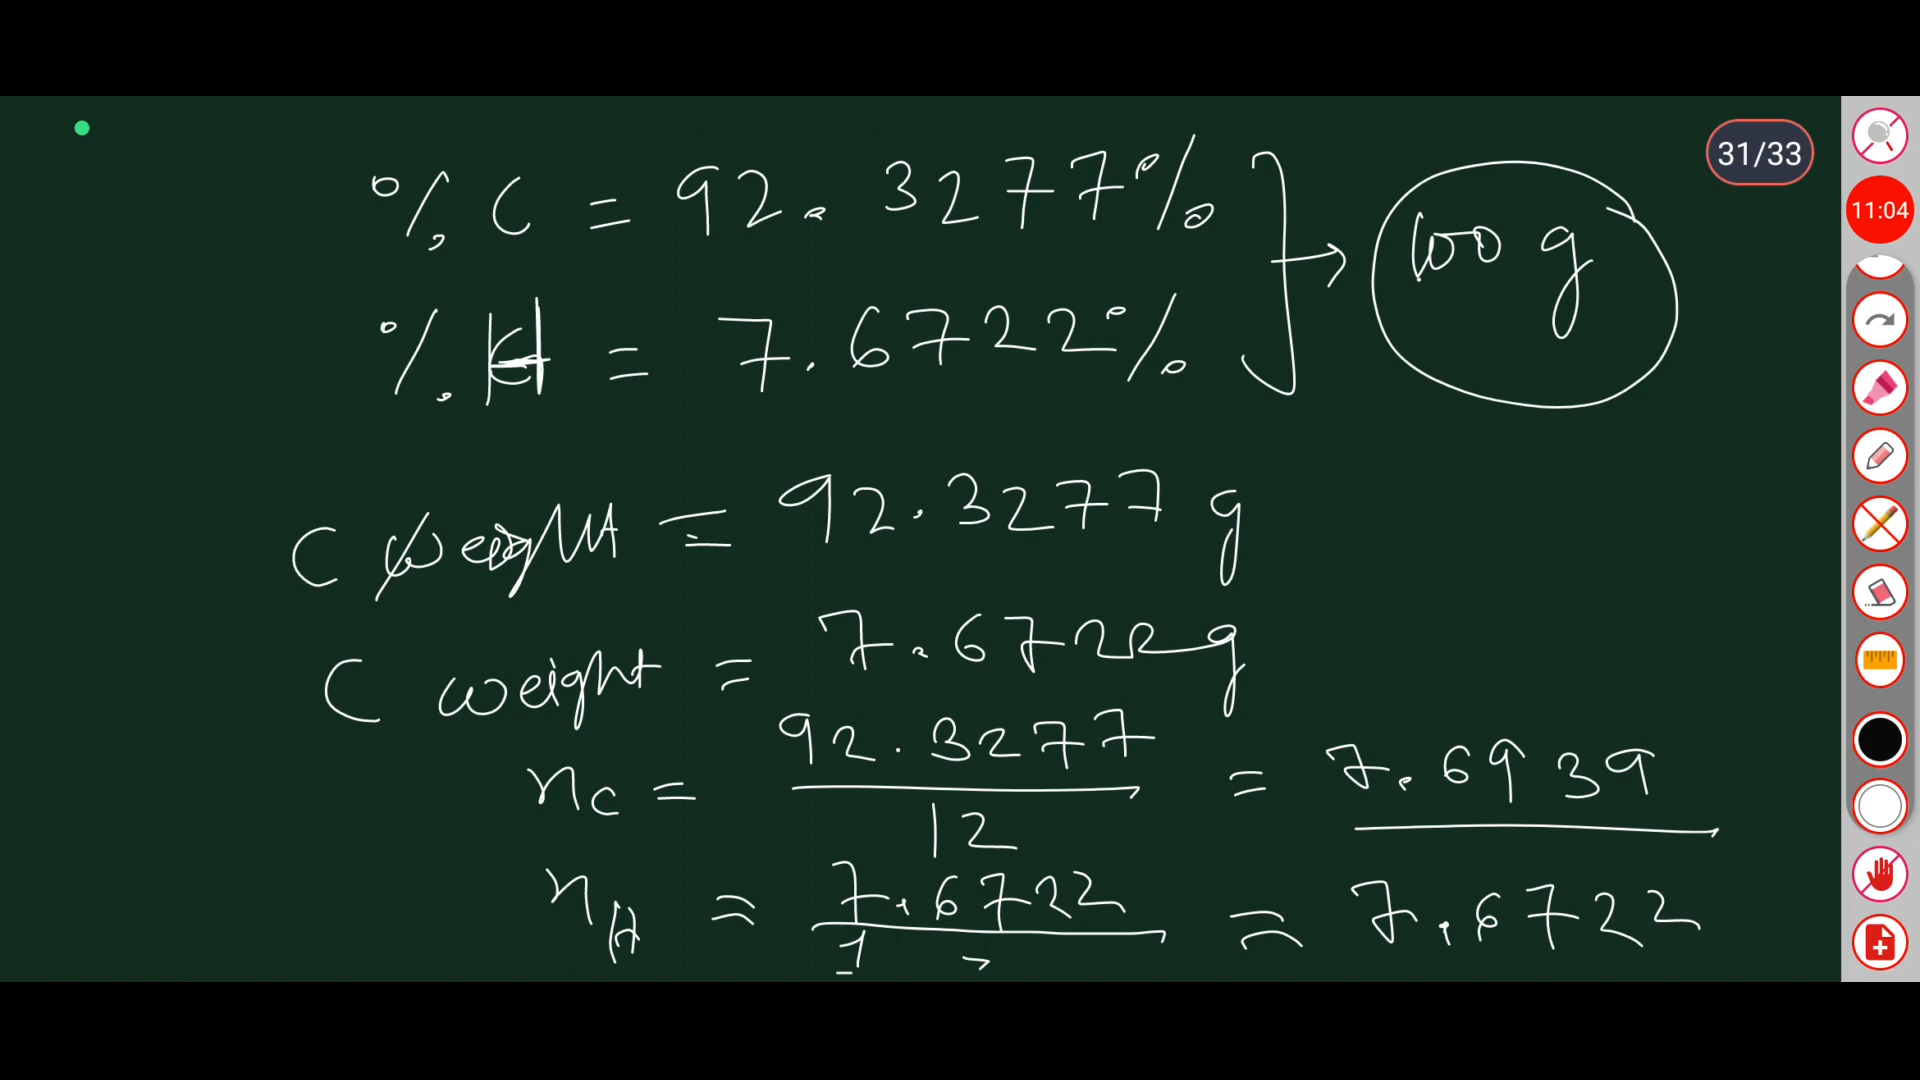 31/33
11:04
% C = 92.3277%
100 g
% H = 7.6722%
C weight = 92.3277 g
C weight = 7.6722 g
n_C = 92.3277 / 12 = 7.6939
n_H = 7.6722 / 1 = 7.6722